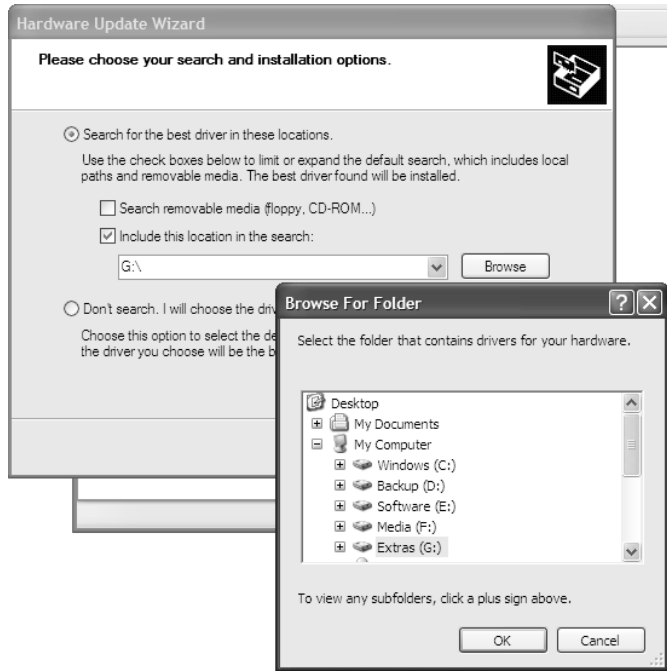 Hardware Update Wizard
Please choose your search and installation options.
Search for the best driver in these locations.
Use the check boxes below to limit or expand the default search, which includes local
paths and removable media. The best driver found will be installed.
Search removable media (floppy, CD-ROM...)
Include this location in the search:
G:\
Browse
Don't search. I will choose the
Choose this option to select the
the driver you choose will be the
Browse For Folder
Select the folder that contains drivers for your hardware.
Desktop
My Documents
My Computer
Windows (C:)
Backup (D:)
Software (E:)
Media (F:)
Extras (G:)
To view any subfolders, click a plus sign above.
OK
Cancel